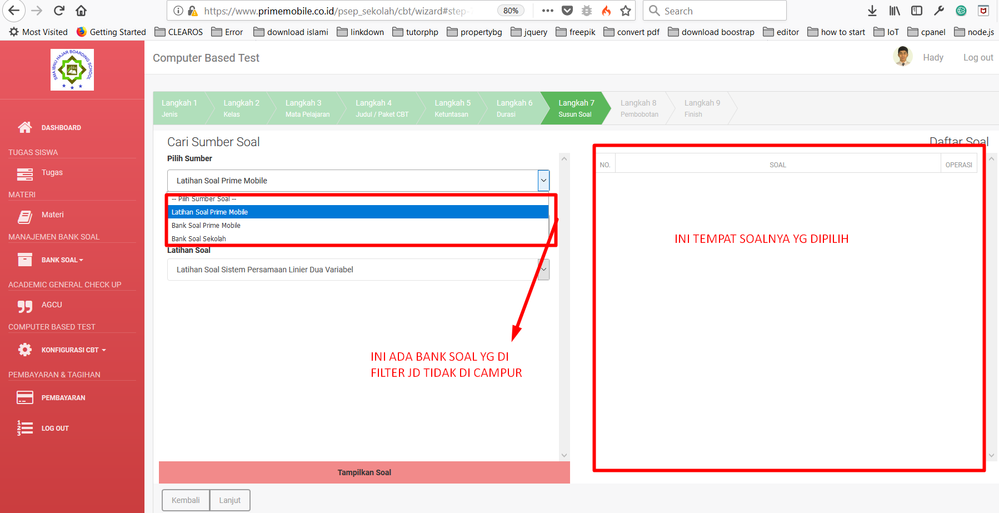 https://www.primemobile.co.id/psep_sekolah/cbt/wizard#step-
80%
Search
Most Visited
Getting Started
CLEAROS
Error
download islami
linkdown
tutorphp
propertybg
jquery
freepik
convert pdf
download boostrap
editor
how to start
IoT
cpanel
node.js
SMA IBNU HAJAR BOARDING SCHOOL
Computer Based Test
Hady
Log out
DASHBOARD
TUGAS SISWA
Tugas
MATERI
Materi
MANAJEMEN BANK SOAL
BANK SOAL
ACADEMIC GENERAL CHECK UP
AGCU
COMPUTER BASED TEST
KONFIGURASI CBT
PEMBAYARAN & TAGIHAN
PEMBAYARAN
LOG OUT
Langkah 1
Jenis
Langkah 2
Kelas
Langkah 3
Mata Pelajaran
Langkah 4
Judul / Paket CBT
Langkah 5
Ketuntasan
Langkah 6
Durasi
Langkah 7
Susun Soal
Langkah 8
Pembobotan
Langkah 9
Finish
Cari Sumber Soal
Pilih Sumber
Latihan Soal Prime Mobile
-- Pilih Sumber Soal --
Latihan Soal Prime Mobile
Bank Soal Prime Mobile
Bank Soal Sekolah
Latihan Soal
Latihan Soal Sistem Persamaan Linier Dua Variabel
INI ADA BANK SOAL YG DI
FILTER JD TIDAK DI CAMPUR
Tampilkan Soal
Kembali
Lanjut
Daftar Soal
NO.
SOAL
OPERASI
INI TEMPAT SOALNYA YG DIPILIH